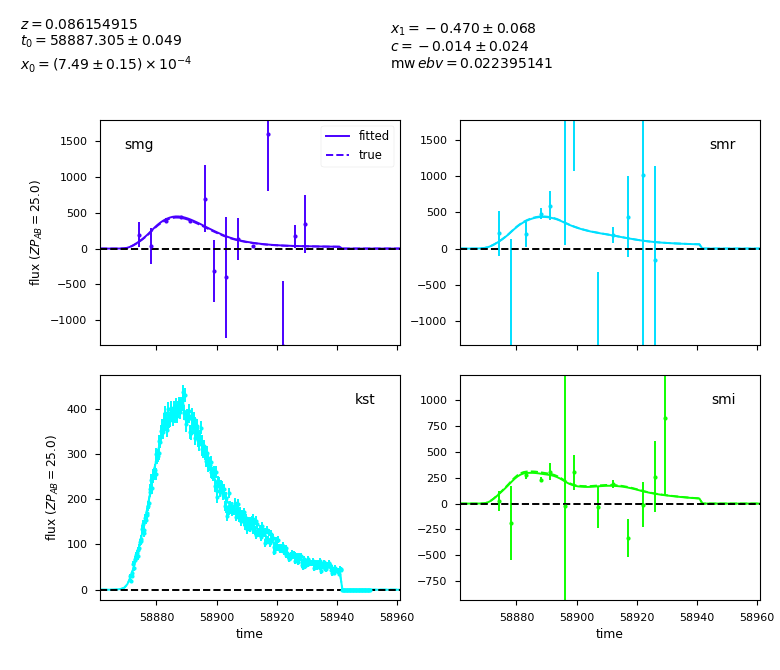 z = 0.086154915
t₀ = 58887.305 ± 0.049
x₀ = (7.49 ± 0.15) × 10⁻⁴
x₁ = −0.470 ± 0.068
c = −0.014 ± 0.024
mw ebv = 0.022395141
smg
fitted
true
flux (ZP_AB = 25.0)
1500
1000
500
0
−500
−1000
smr
1500
1000
500
0
−500
−1000
kst
flux (ZP_AB = 25.0)
400
300
200
100
0
58880 58900 58920 58940 58960
time
smi
1000
750
500
250
0
−250
−500
−750
58880 58900 58920 58940 58960
time